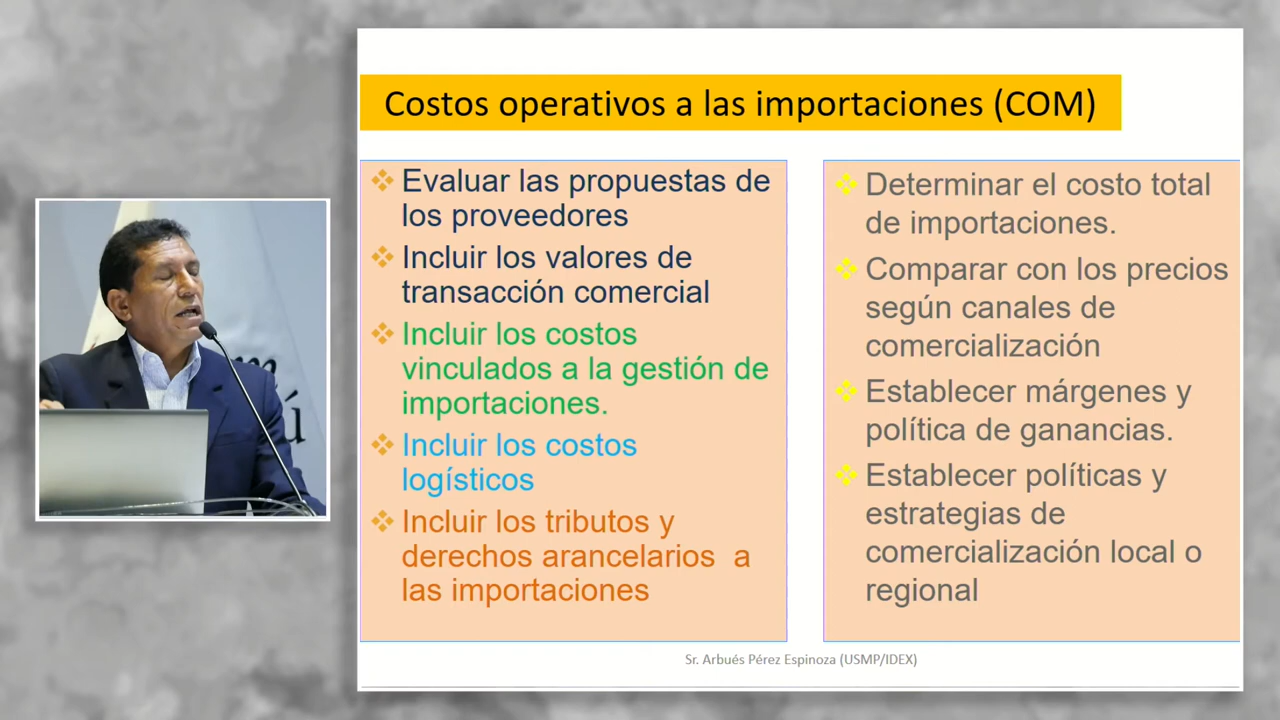 Costos operativos a las importaciones (COM)
Evaluar las propuestas de
los proveedores
Incluir los valores de
transacción comercial
Incluir los costos
vinculados a la gestión de
importaciones.
Incluir los costos
logísticos
Incluir los tributos y
derechos arancelarios a
las importaciones
Determinar el costo total
de importaciones.
Comparar con los precios
según canales de
comercialización
Establecer márgenes y
política de ganancias.
Establecer políticas y
estrategias de
comercialización local o
regional
Sr. Arbués Pérez Espinoza (USMP/IDEX)